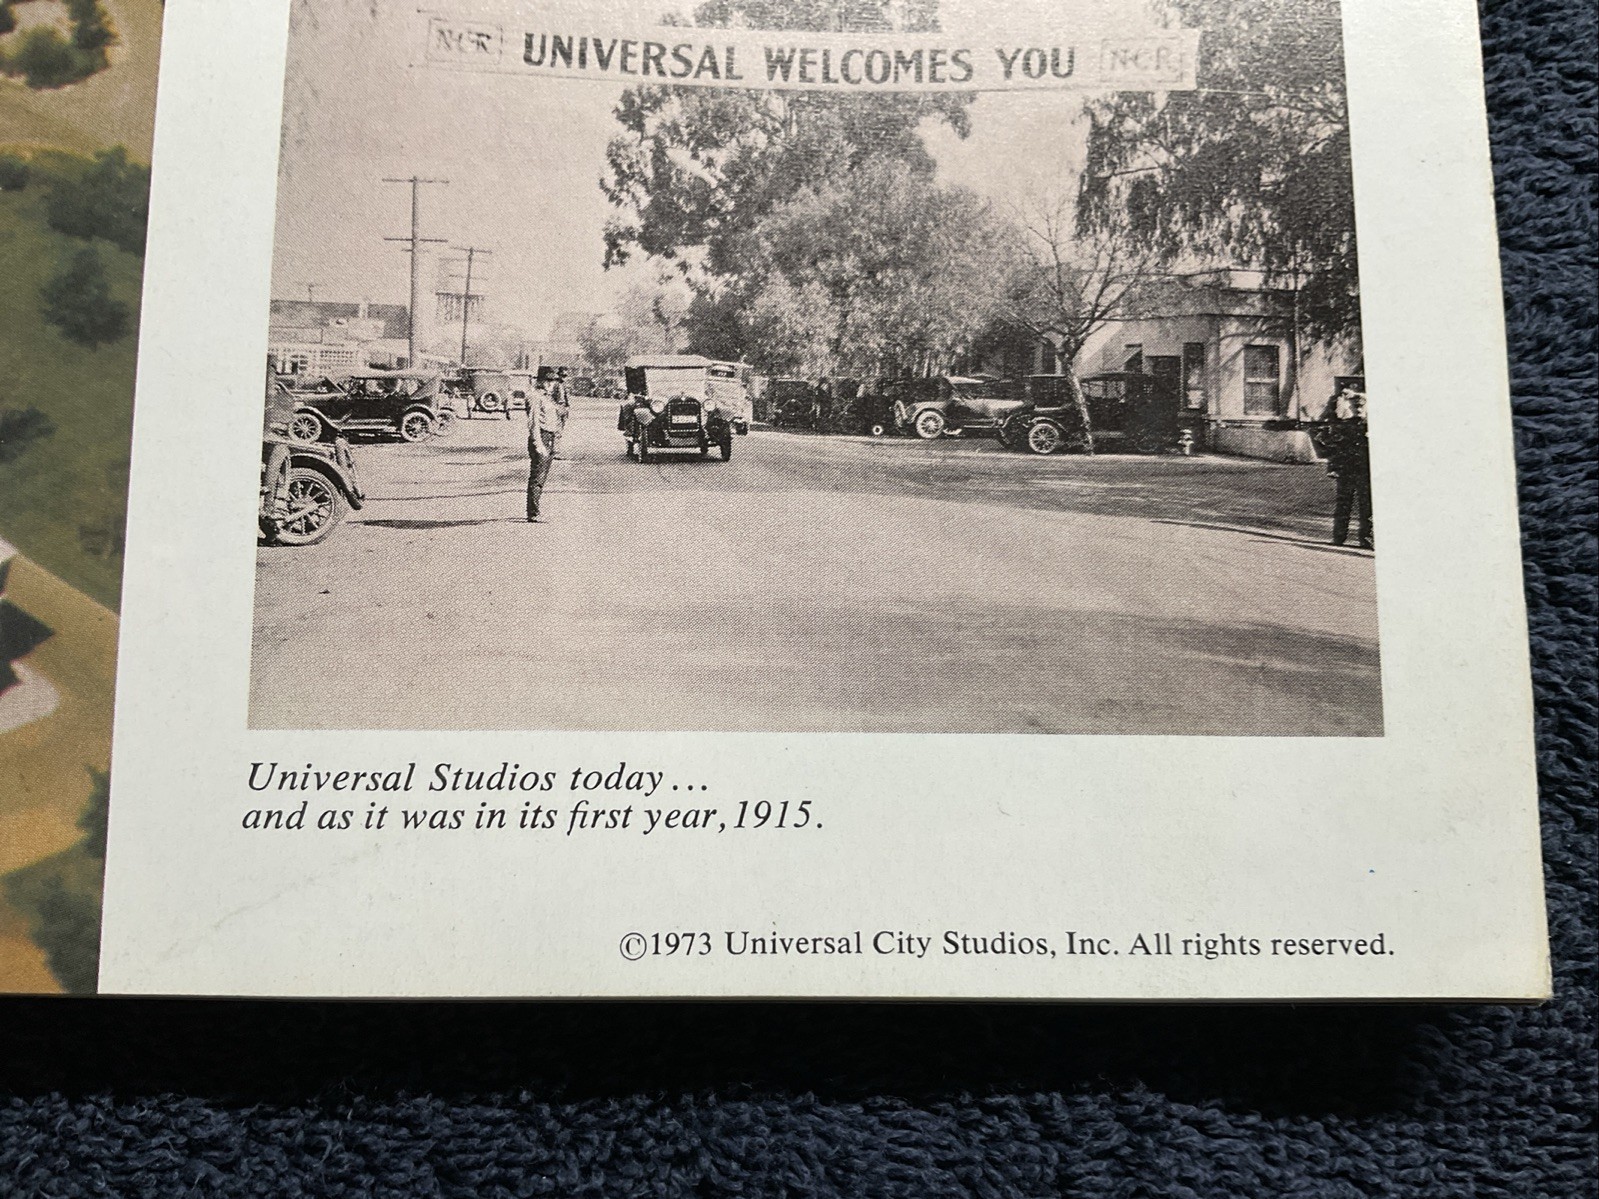 NCR UNIVERSAL WELCOMES YOU NCR
Universal Studios today...
and as it was in its first year, 1915.
©1973 Universal City Studios, Inc. All rights reserved.